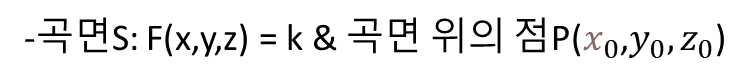 -곡면S: F(x,y,z) = k & 곡면 위의 점P(𝑥₀,𝑦₀, 𝑧₀)